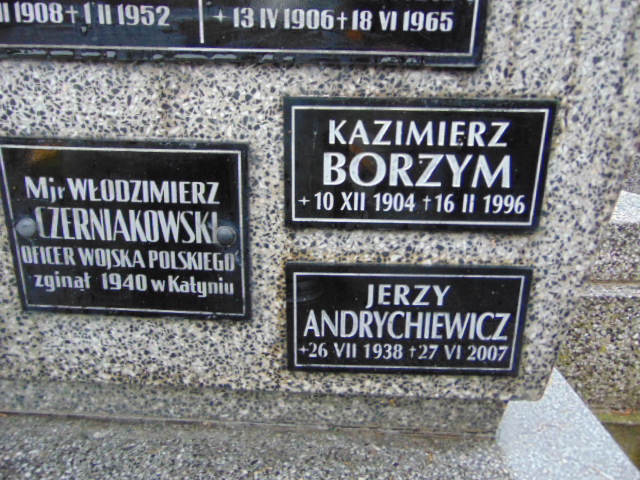 II 1908 † 1 II 1952
+ 13 IV 1906 † 18 VI 1965
Mjr WŁODZIMIERZ
CZERNIAKOWSKI
OFICER WOJSKA POLSKIEGO
zginął 1940 w Katyniu
KAZIMIERZ
BORZYM
+ 10 XII 1904 † 16 II 1996
JERZY
ANDRYCHIEWICZ
+26 VII 1938 † 27 VI 2007